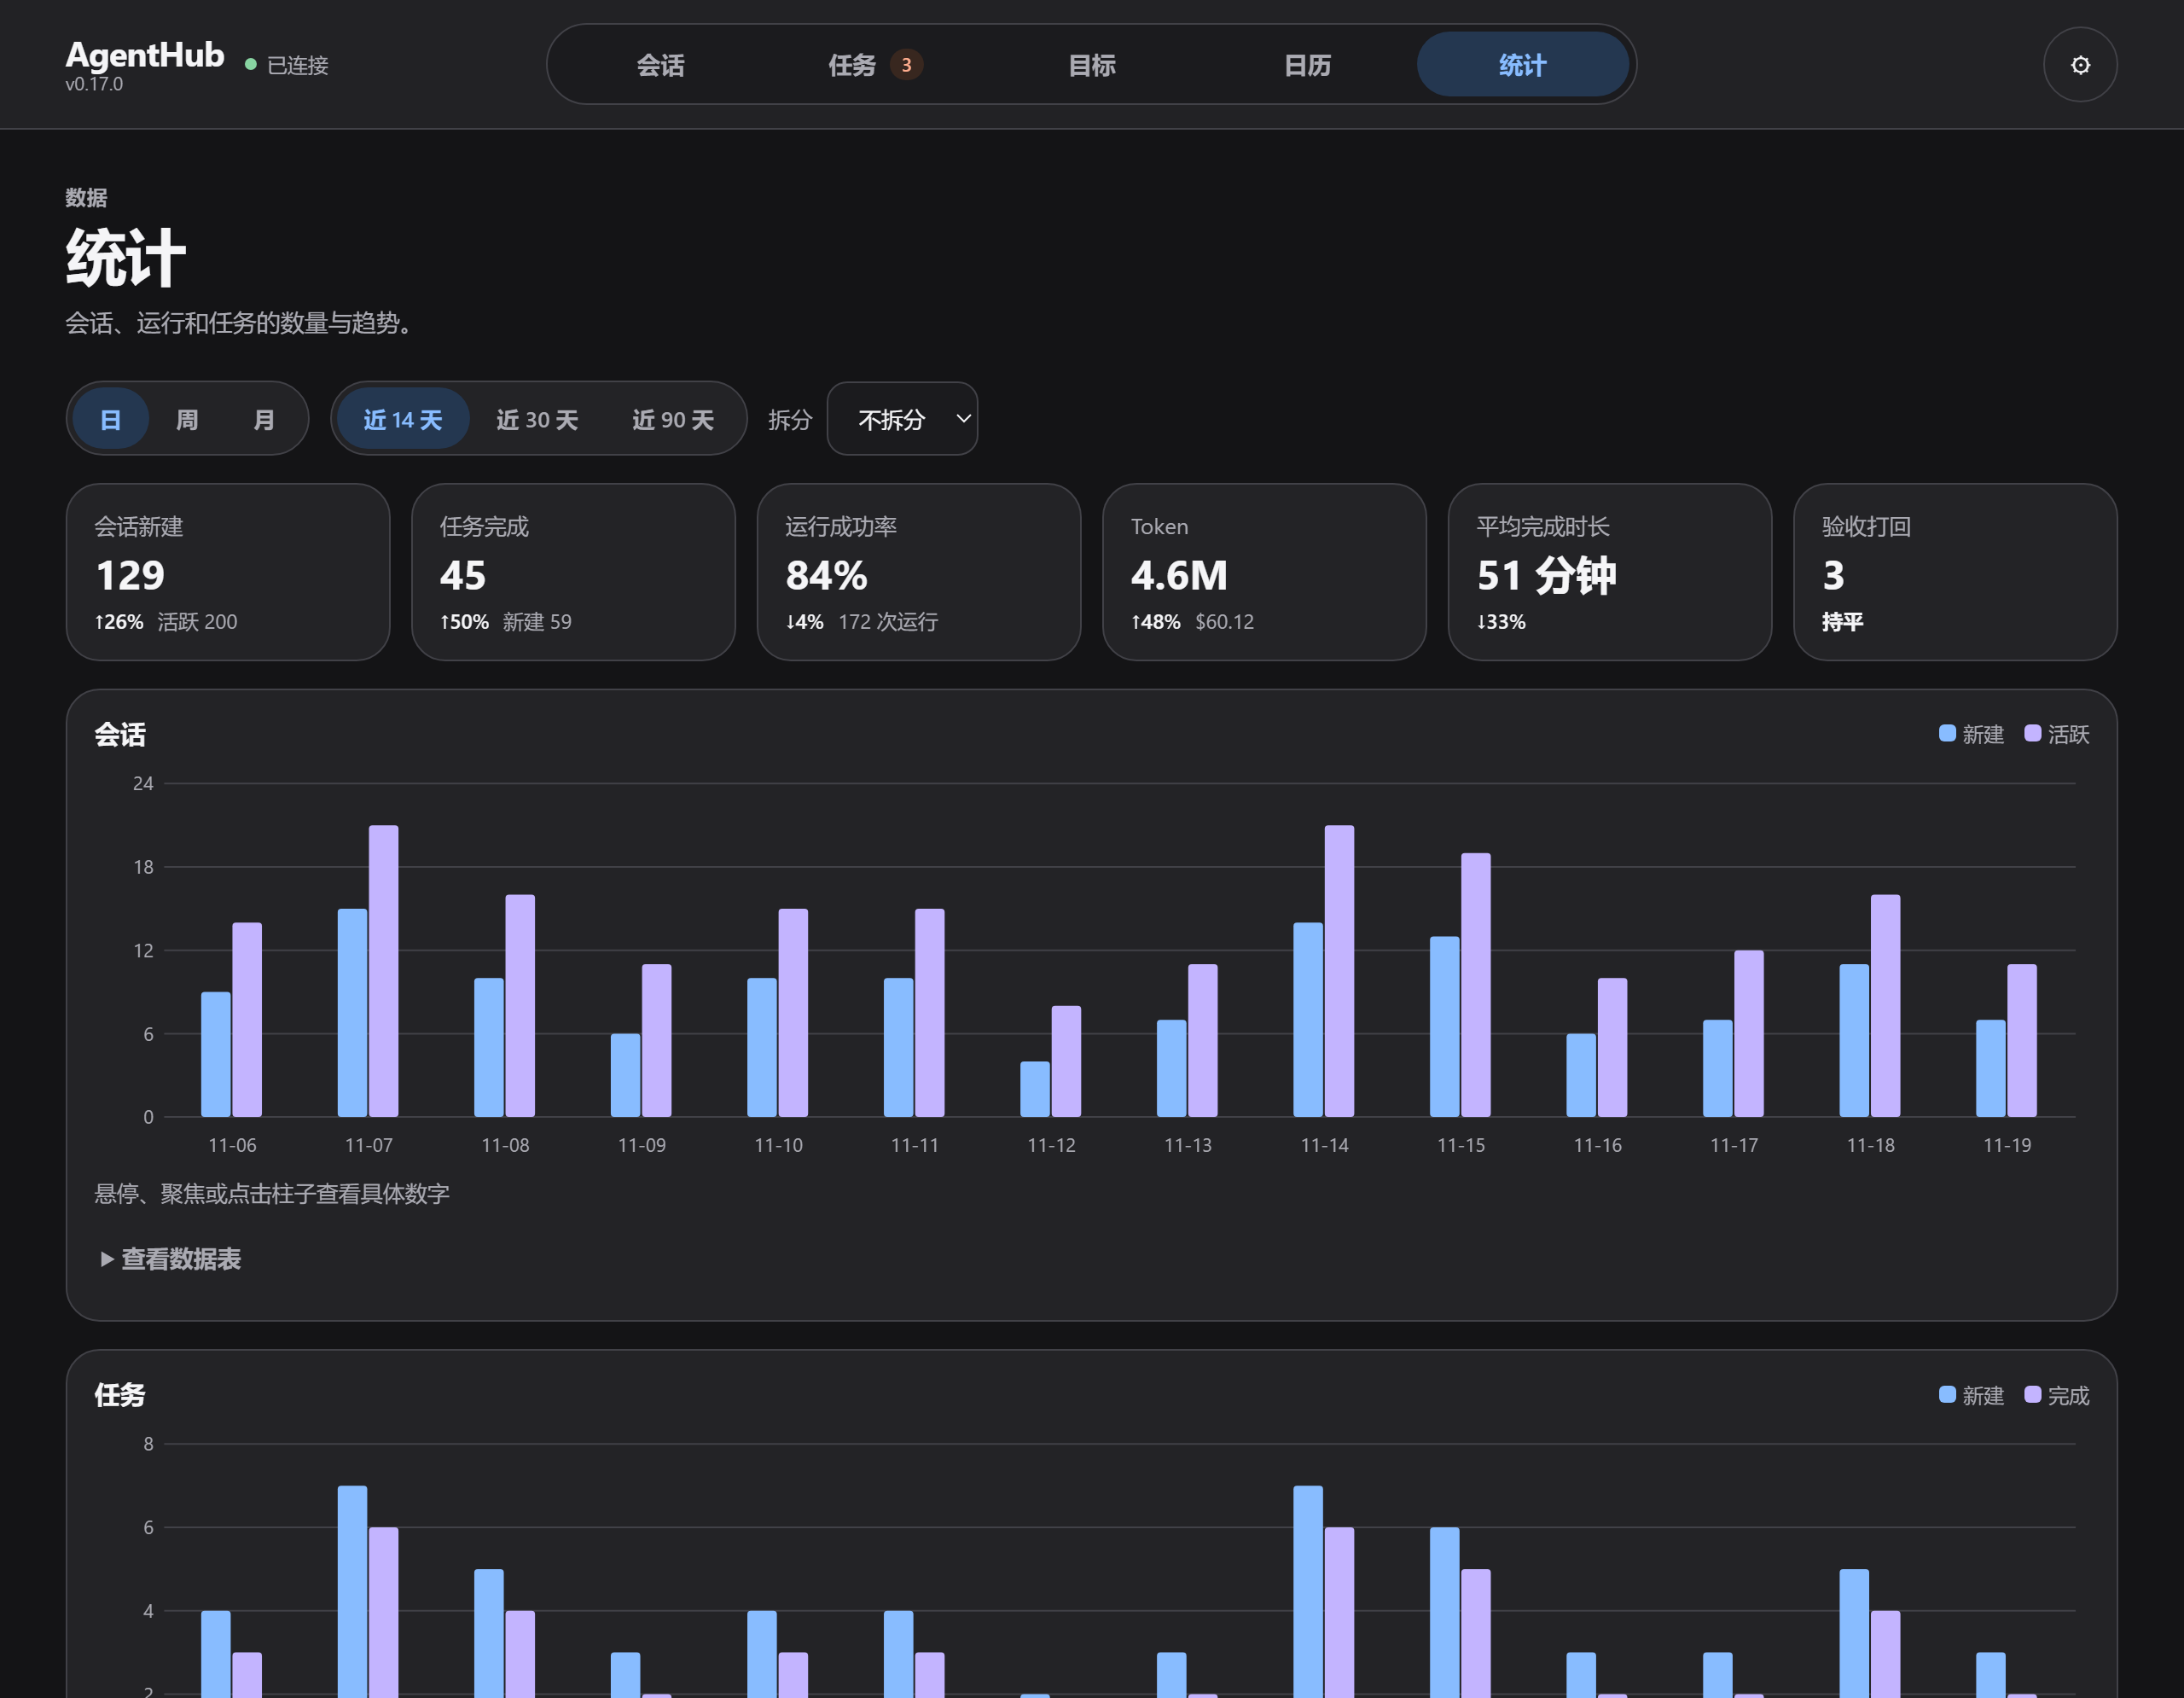 AgentHub
v0.17.0
已连接
会话
任务 3
目标
日历
统计
数据
统计
会话、运行和任务的数量与趋势。
日 周 月
近 14 天 近 30 天 近 90 天
拆分 不拆分
会话新建
129
↑26% 活跃 200
任务完成
45
↑50% 新建 59
运行成功率
84%
↓4% 172 次运行
Token
4.6M
↑48% $60.12
平均完成时长
51 分钟
↓33%
验收打回
3
持平
会话
新建 活跃
24
18
12
6
0
11-06 11-07 11-08 11-09 11-10 11-11 11-12 11-13 11-14 11-15 11-16 11-17 11-18 11-19
悬停、聚焦或点击柱子查看具体数字
查看数据表
任务
新建 完成
8
6
4
2